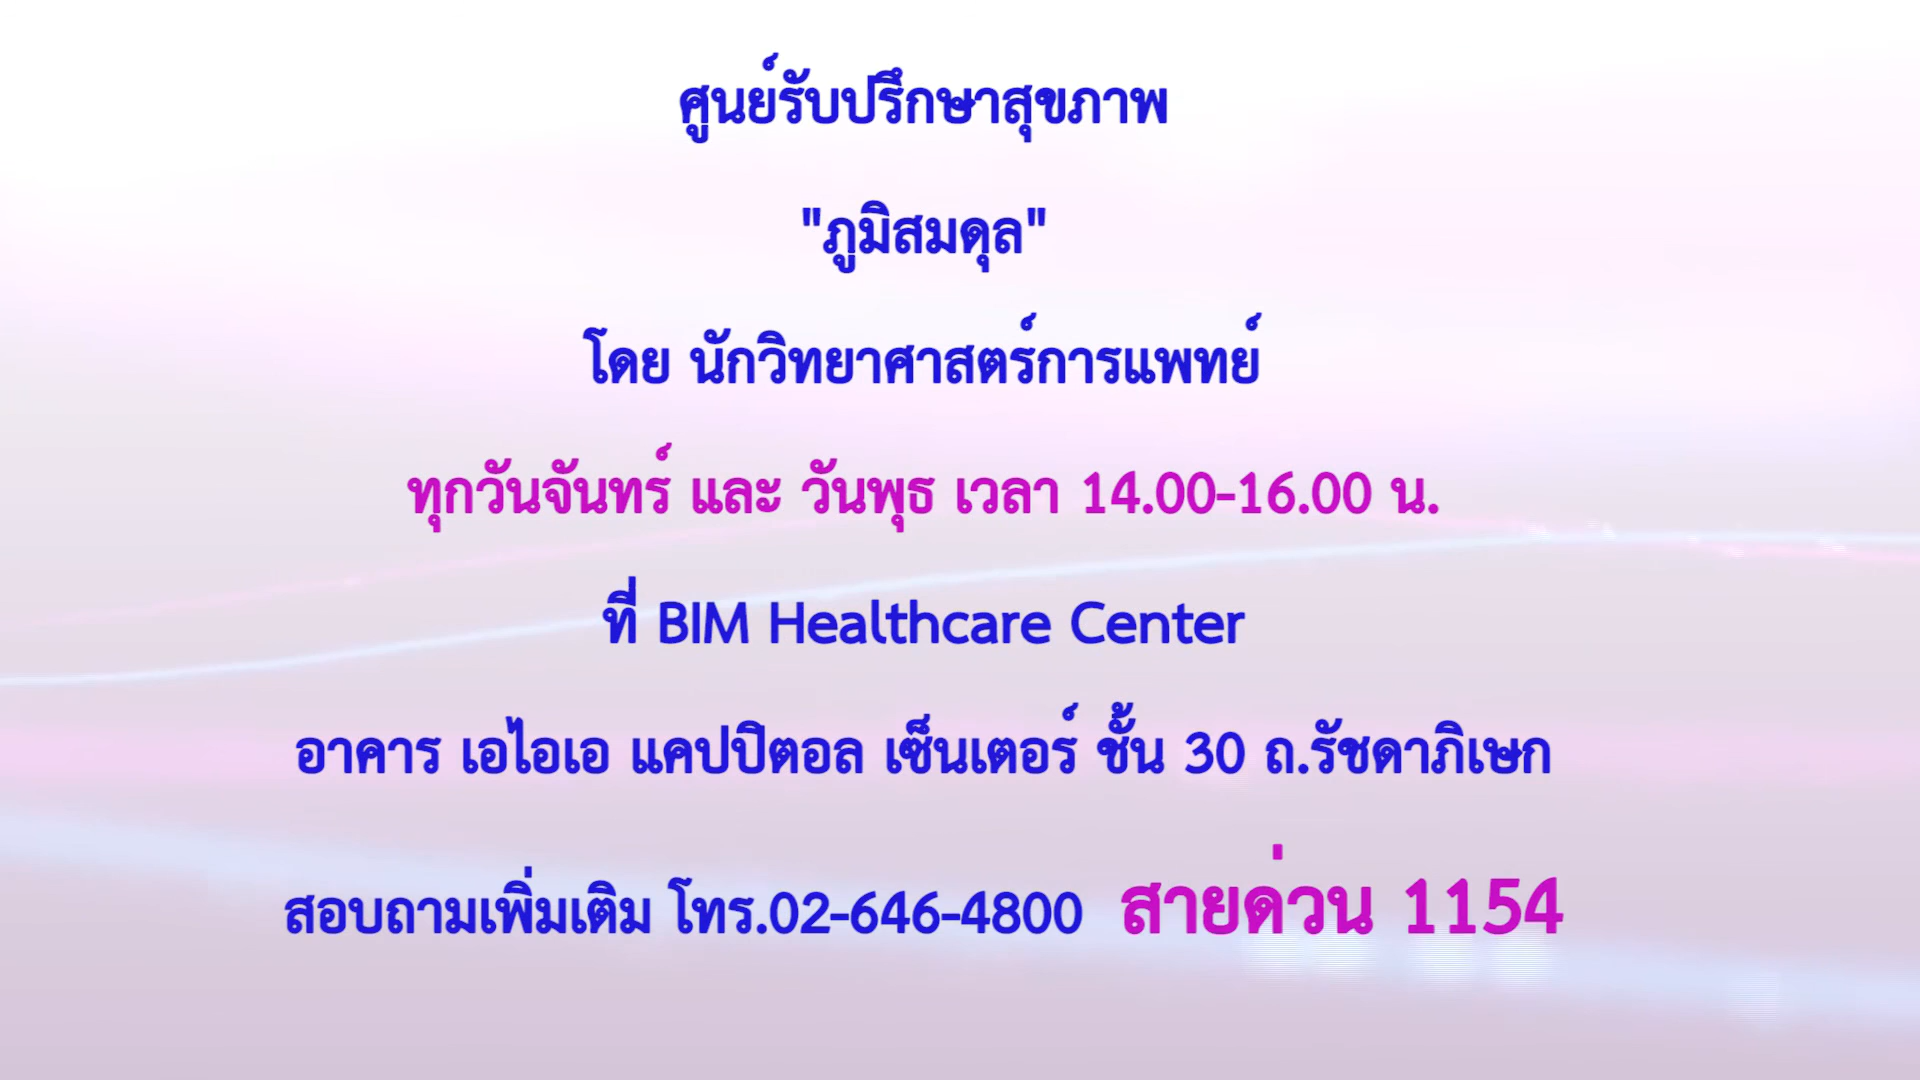 ศูนย์รับปรึกษาสุขภาพ
"ภูมิสมดุล"
โดย นักวิทยาศาสตร์การแพทย์
ทุกวันจันทร์ และ วันพุธ เวลา 14.00-16.00 น.
ที่ BIM Healthcare Center
อาคาร เอไอเอ แคปปิตอล เซ็นเตอร์ ชั้น 30 ถ.รัชดาภิเษก
สอบถามเพิ่มเติม โทร.02-646-4800 สายด่วน 1154